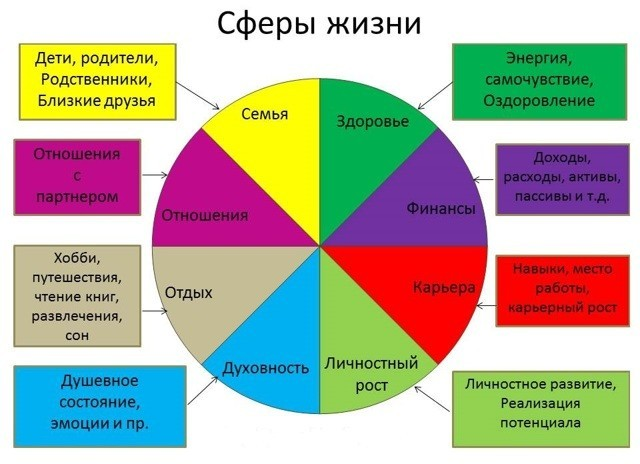 Сферы жизни
Дети, родители,
Родственники,
Близкие друзья
Энергия,
самочувствие,
Оздоровление
Семья
Здоровье
Отношения
с
партнером
Доходы,
расходы, активы,
пассивы и т.д.
Отношения
Финансы
Хобби,
путешествия,
чтение книг,
развлечения,
сон
Отдых
Карьера
Навыки, место
работы,
карьерный рост
Духовность
Личностный
рост
Душевное
состояние,
эмоции и пр.
Личностное развитие,
Реализация
потенциала